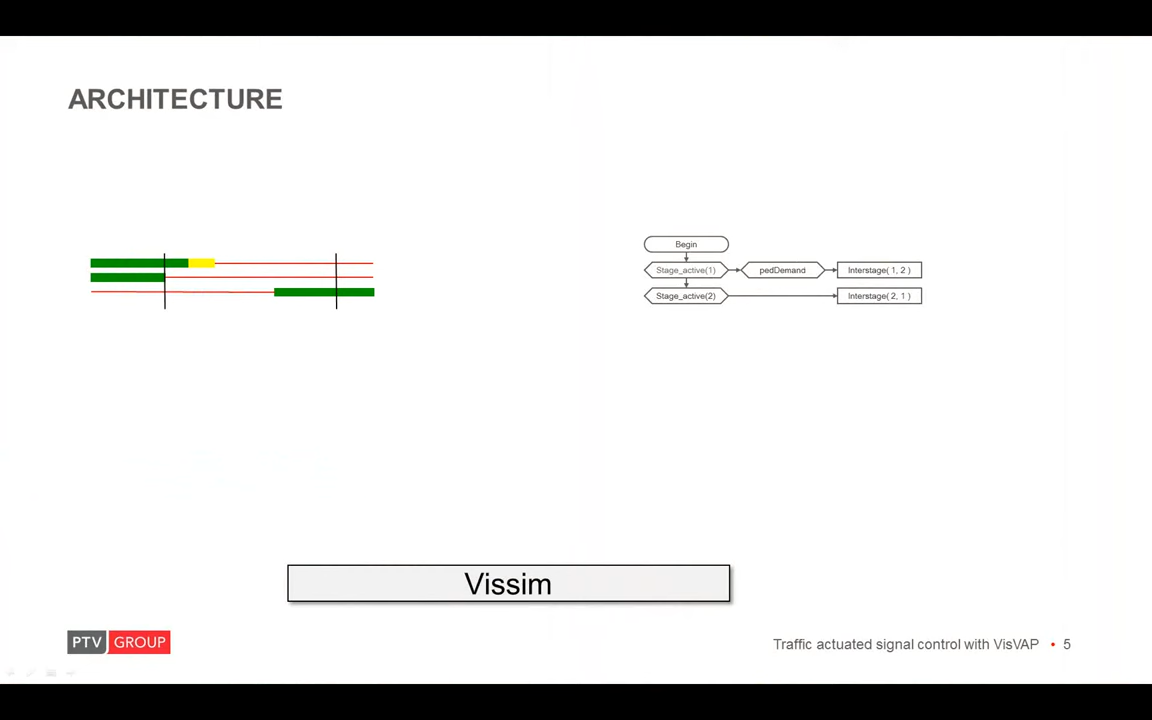 ARCHITECTURE
Begin
Stage_active(1)
pedDemand
Interstage( 1, 2 )
Stage_active(2)
Interstage( 2, 1 )
Vissim
PTV GROUP
Traffic actuated signal control with VisVAP • 5